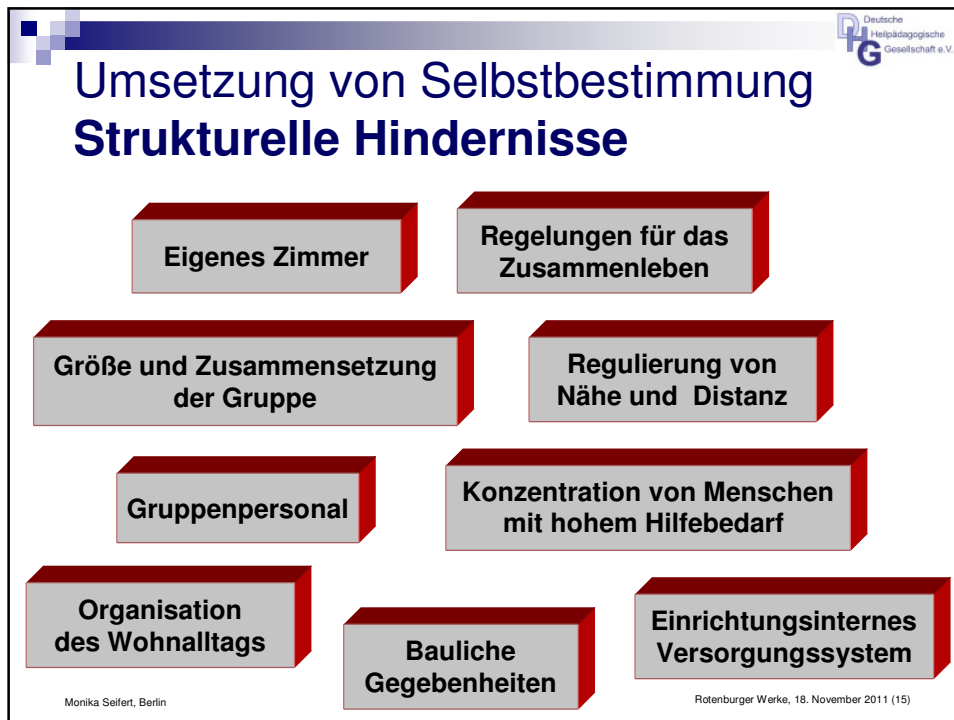 Deutsche
Heilpädagogische
Gesellschaft e.V.
DHG
Umsetzung von Selbstbestimmung
Strukturelle Hindernisse
Eigenes Zimmer
Regelungen für das
Zusammenleben
Größe und Zusammensetzung
der Gruppe
Regulierung von
Nähe und Distanz
Gruppenpersonal
Konzentration von Menschen
mit hohem Hilfebedarf
Organisation
des Wohnalltags
Bauliche
Gegebenheiten
Einrichtungsinternes
Versorgungssystem
Monika Seifert, Berlin
Rotenburger Werke, 18. November 2011 (15)